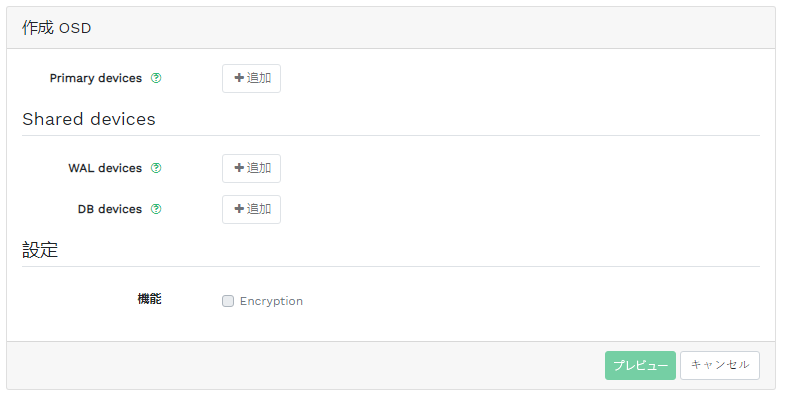 作成 OSD
Primary devices
追加
Shared devices
WAL devices
追加
DB devices
追加
設定
機能
Encryption
プレビュー
キャンセル